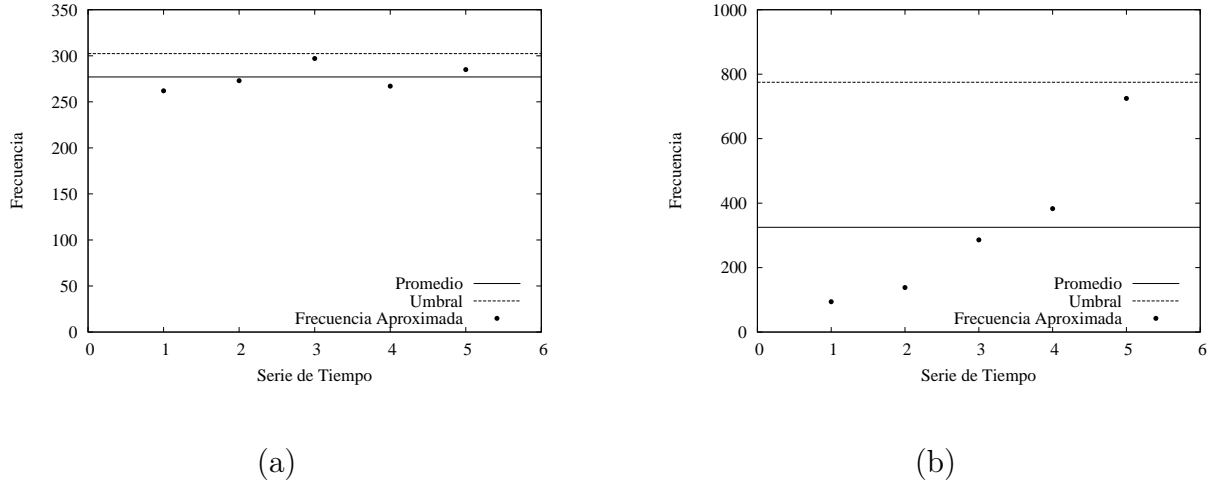 350
300
250
200
150
100
50
0
0 1 2 3 4 5 6
Frecuencia
Serie de Tiempo
Promedio
Umbral
Frecuencia Aproximada
(a)
1000
800
600
400
200
0
0 1 2 3 4 5 6
Frecuencia
Serie de Tiempo
Promedio
Umbral
Frecuencia Aproximada
(b)